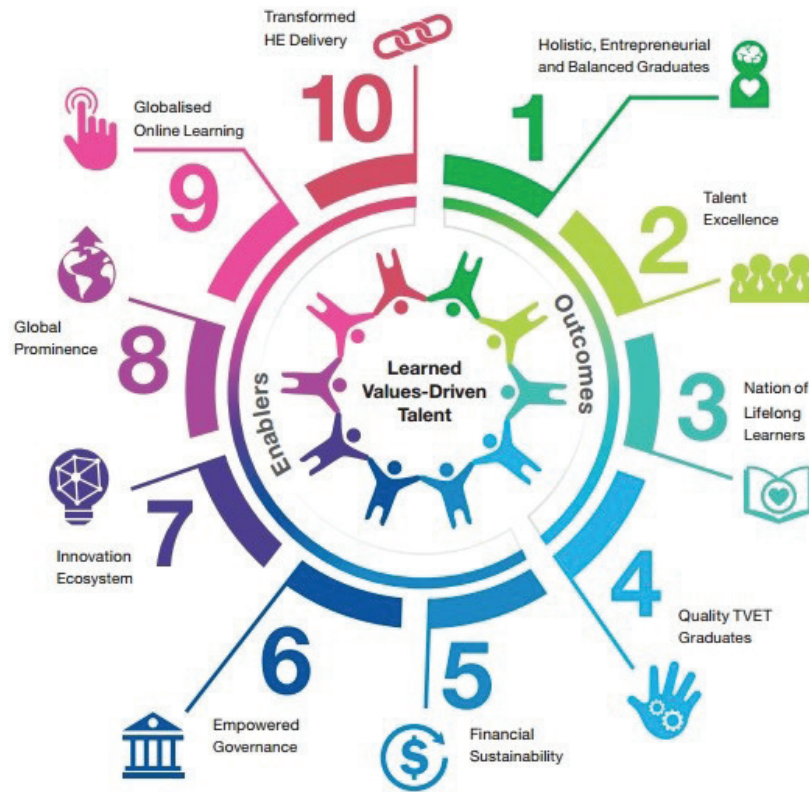 Transformed
HE Delivery
10
Holistic, Entrepreneurial
and Balanced Graduates
1
Globalised
Online Learning
9
Talent
Excellence
2
Global
Prominence
8
Nation of
Lifelong
Learners
3
Learned
Values-Driven
Talent
Outcomes
Enablers
Innovation
Ecosystem
7
Quality TVET
Graduates
4
Empowered
Governance
6
Financial
Sustainability
5
$